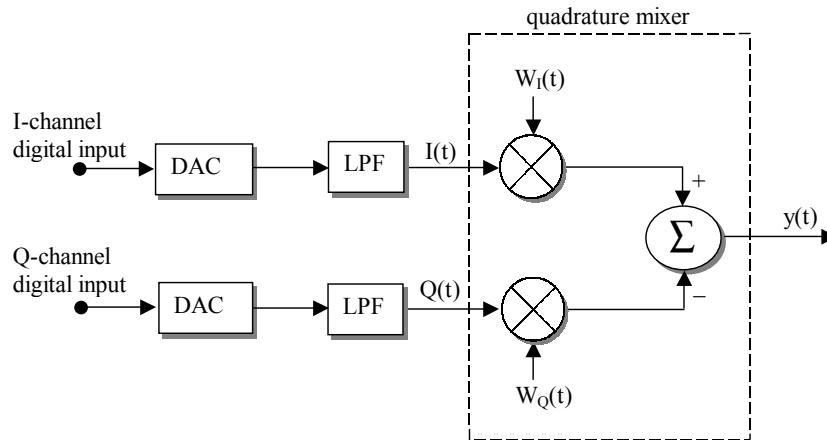 quadrature mixer
W_I(t)
I-channel
digital input
DAC
LPF
I(t)
+
Σ
y(t)
Q-channel
digital input
DAC
LPF
Q(t)
−
W_Q(t)